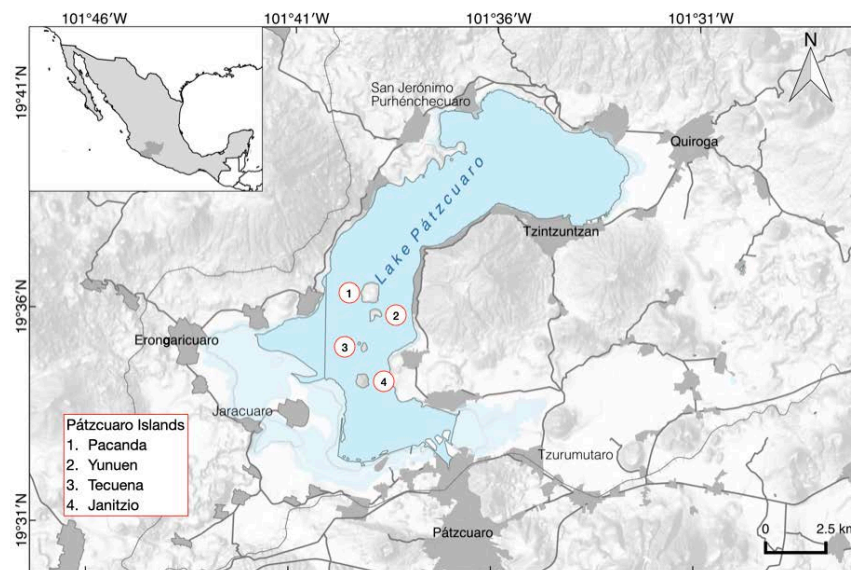 101°46'W
101°41'W
101°36'W
101°31'W
19°41'N
19°36'N
19°31'N
N
San Jerónimo
Purhénchecuaro
Quiroga
Lake Pátzcuaro
Tzintzuntzan
1
2
3
4
Erongaricuaro
Jaracuaro
Pátzcuaro Islands
1. Pacanda
2. Yunuen
3. Tecuena
4. Janitzio
Tzurumutaro
Pátzcuaro
0 2.5 km